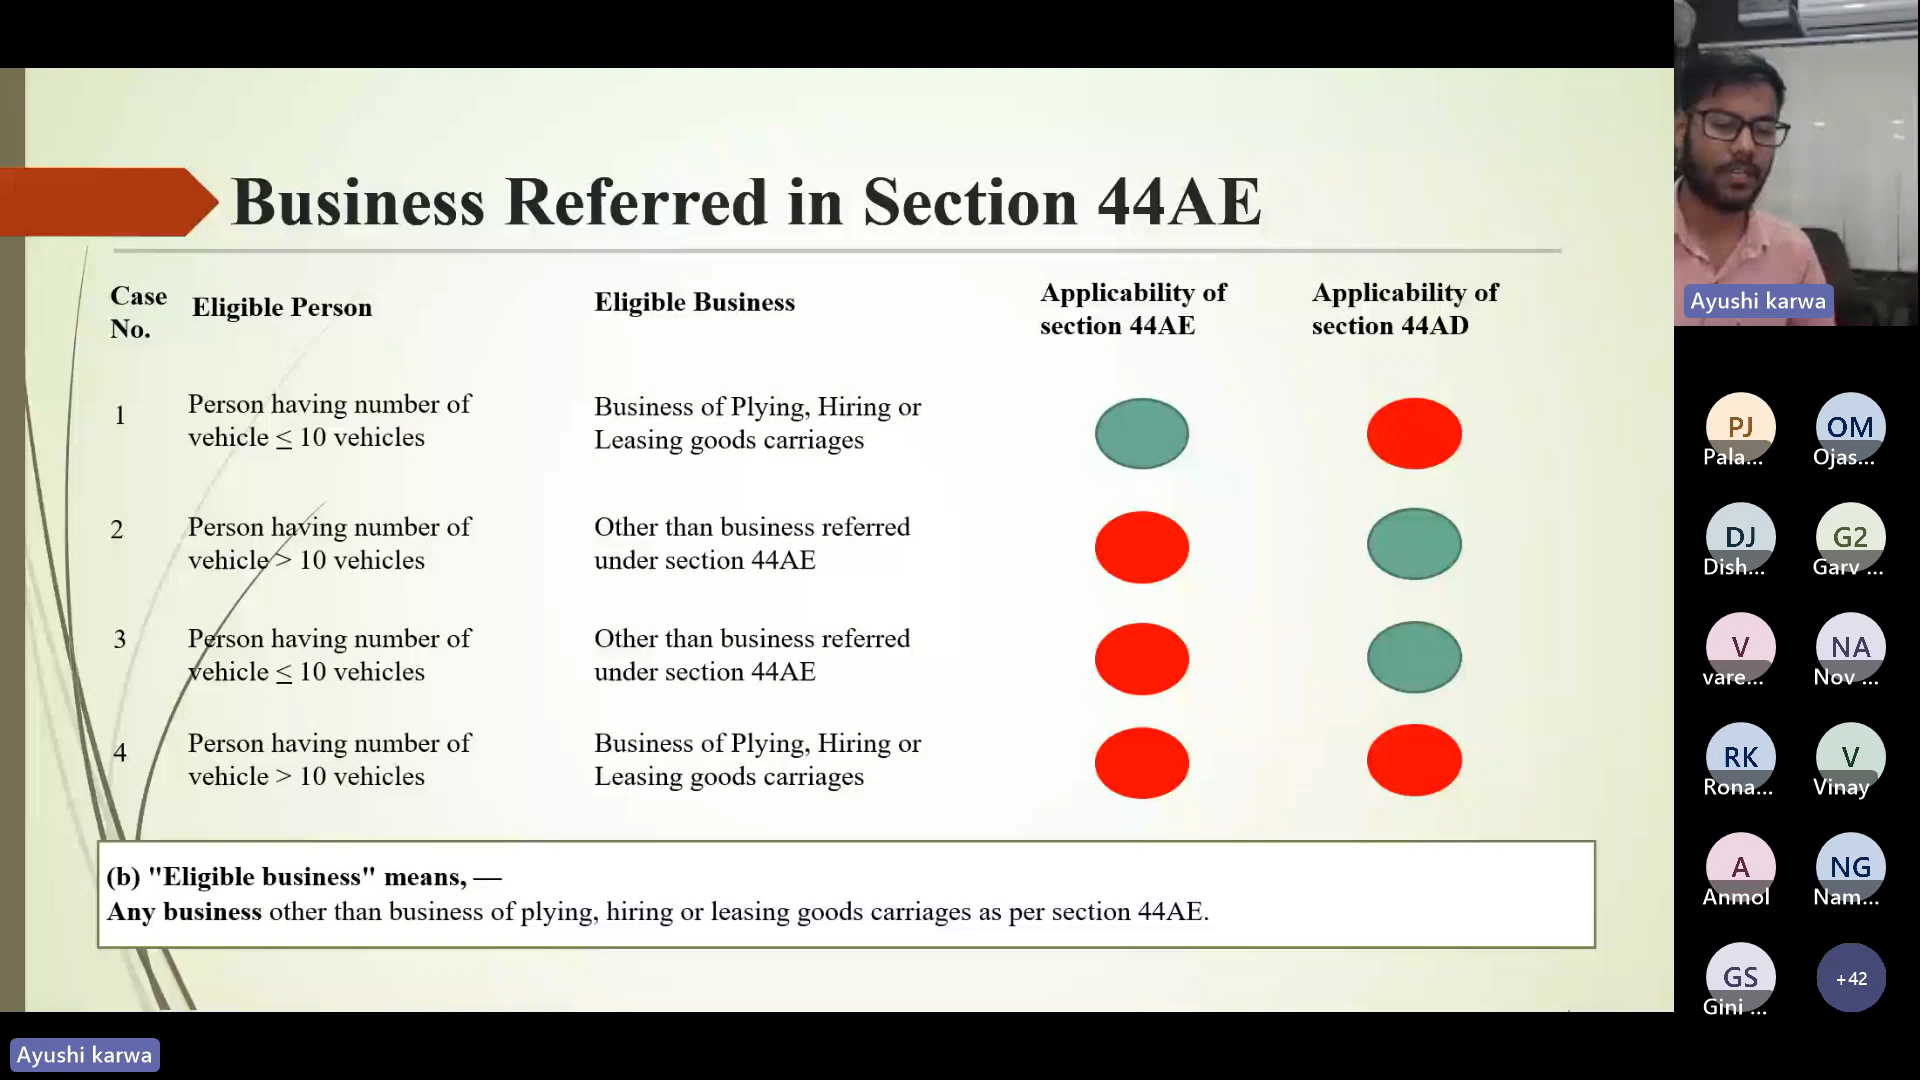 Business Referred in Section 44AE
Case No.
Eligible Person
Eligible Business
Applicability of
section 44AE
Applicability of
section 44AD
1
Person having number of
vehicle ≤ 10 vehicles
Business of Plying, Hiring or
Leasing goods carriages
2
Person having number of
vehicle > 10 vehicles
Other than business referred
under section 44AE
3
Person having number of
vehicle ≤ 10 vehicles
Other than business referred
under section 44AE
4
Person having number of
vehicle > 10 vehicles
Business of Plying, Hiring or
Leasing goods carriages
(b) "Eligible business" means, —
Any business other than business of plying, hiring or leasing goods carriages as per section 44AE.
Ayushi karwa
Ayushi karwa
PJ
Pala...
OM
Ojas...
DJ
Dish...
G2
Garv ...
V
vare...
NA
Nov ...
RK
Rona...
V
Vinay
A
Anmol
NG
Nam...
GS
Gini ...
+42